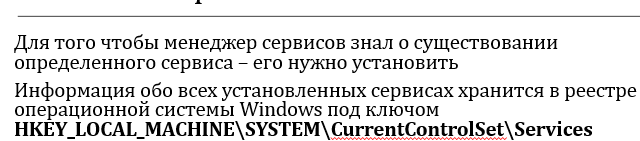 Для того чтобы менеджер сервисов знал о существовании
определенного сервиса – его нужно установить
Информация обо всех установленных сервисах хранится в реестре
операционной системы Windows под ключом
HKEY_LOCAL_MACHINE\SYSTEM\CurrentControlSet\Services